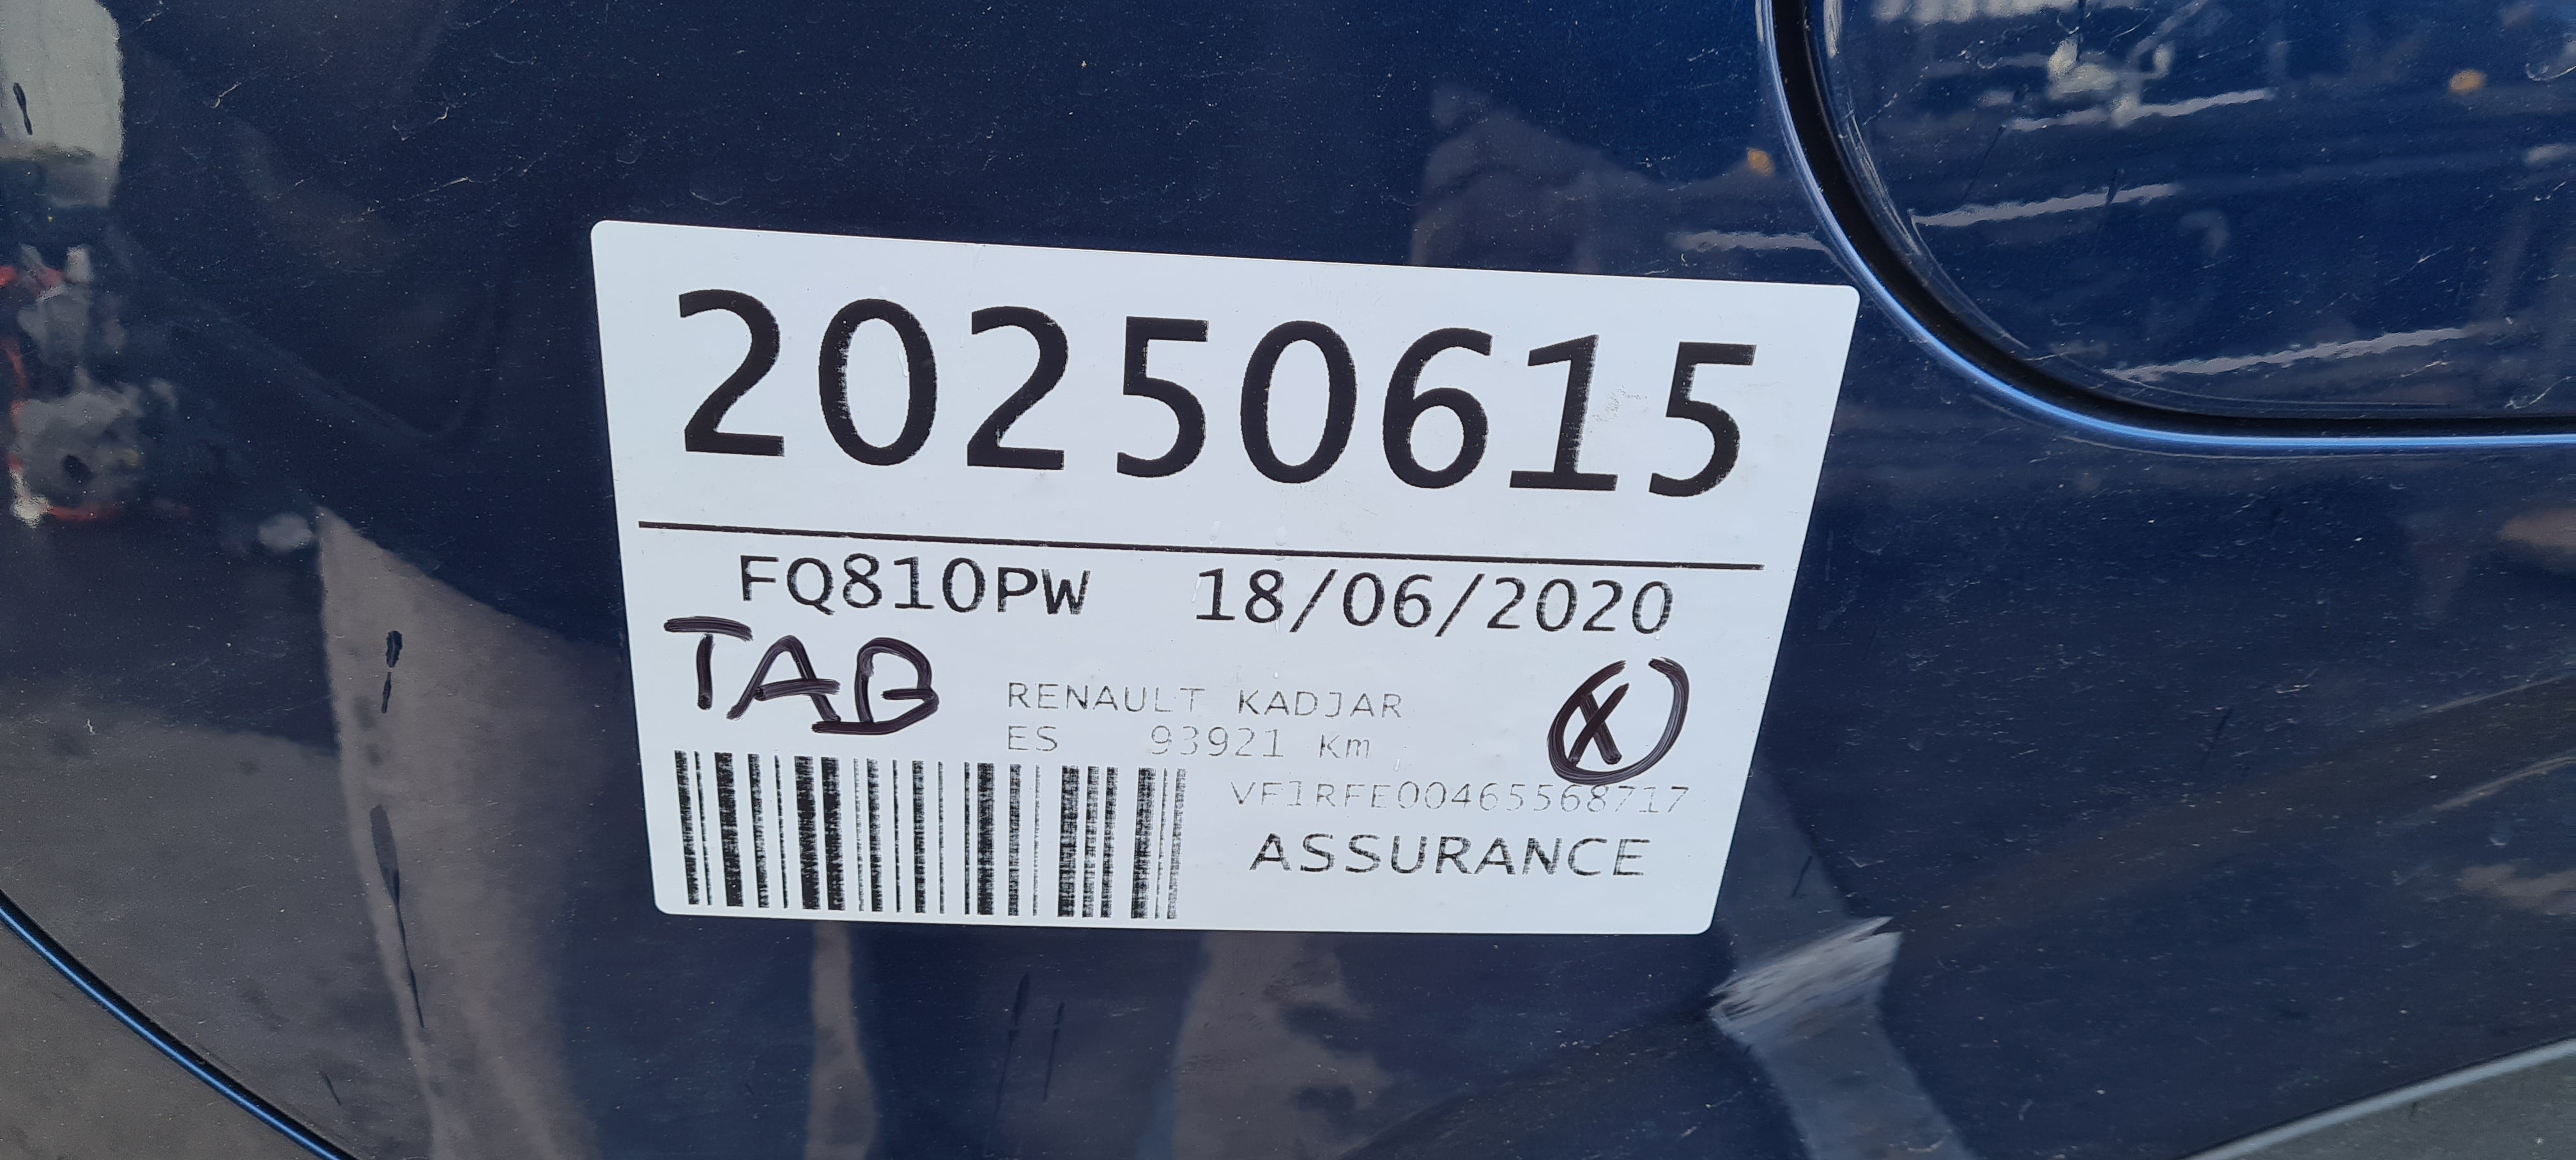 20250615
FQ810PW 18/06/2020
TAB
RENAULT KADJAR
X
ES 93921 Km
VF1RFE00465568717
ASSURANCE